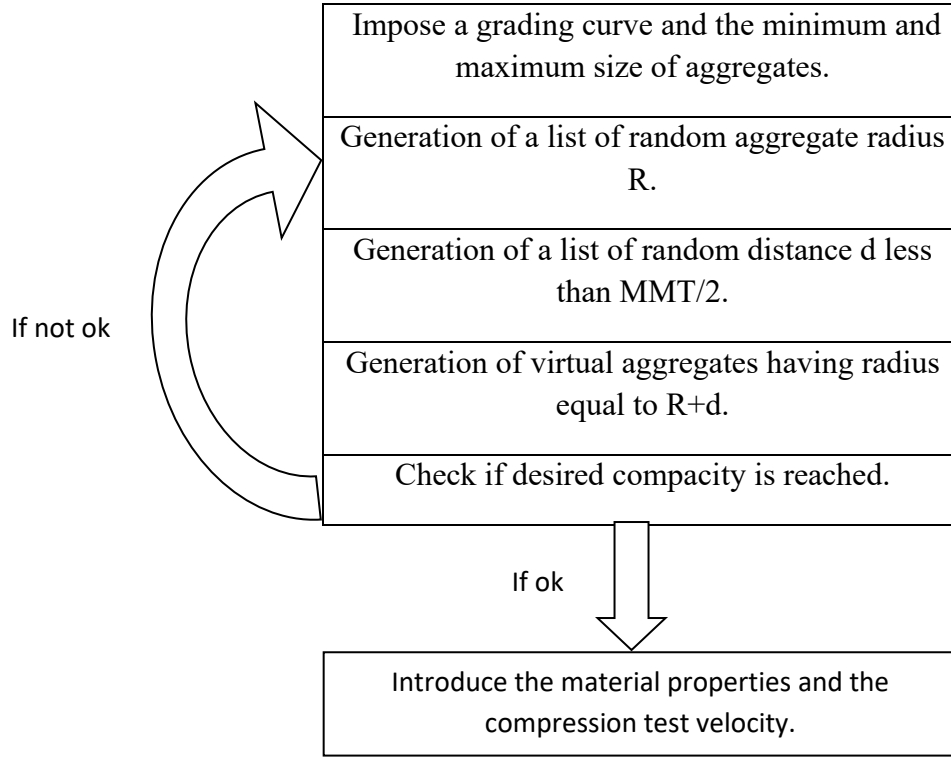 Impose a grading curve and the minimum and
maximum size of aggregates.
Generation of a list of random aggregate radius
R.
Generation of a list of random distance d less
than MMT/2.
If not ok
Generation of virtual aggregates having radius
equal to R+d.
Check if desired compacity is reached.
If ok
Introduce the material properties and the
compression test velocity.